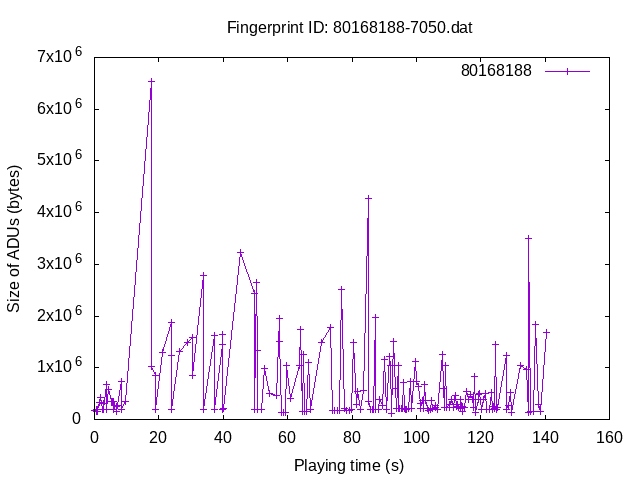 Fingerprint ID: 80168188-7050.dat
80168188
Size of ADUs (bytes)
7x10^6
6x10^6
5x10^6
4x10^6
3x10^6
2x10^6
1x10^6
0
0 20 40 60 80 100 120 140 160
Playing time (s)